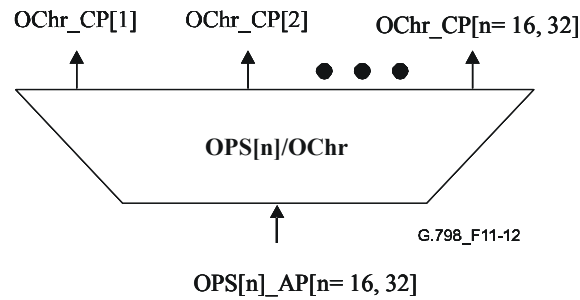 OChr_CP[1] OChr_CP[2] OChr_CP[n= 16, 32]
OPS[n]/OChr
G.798_F11-12
OPS[n]_AP[n= 16, 32]